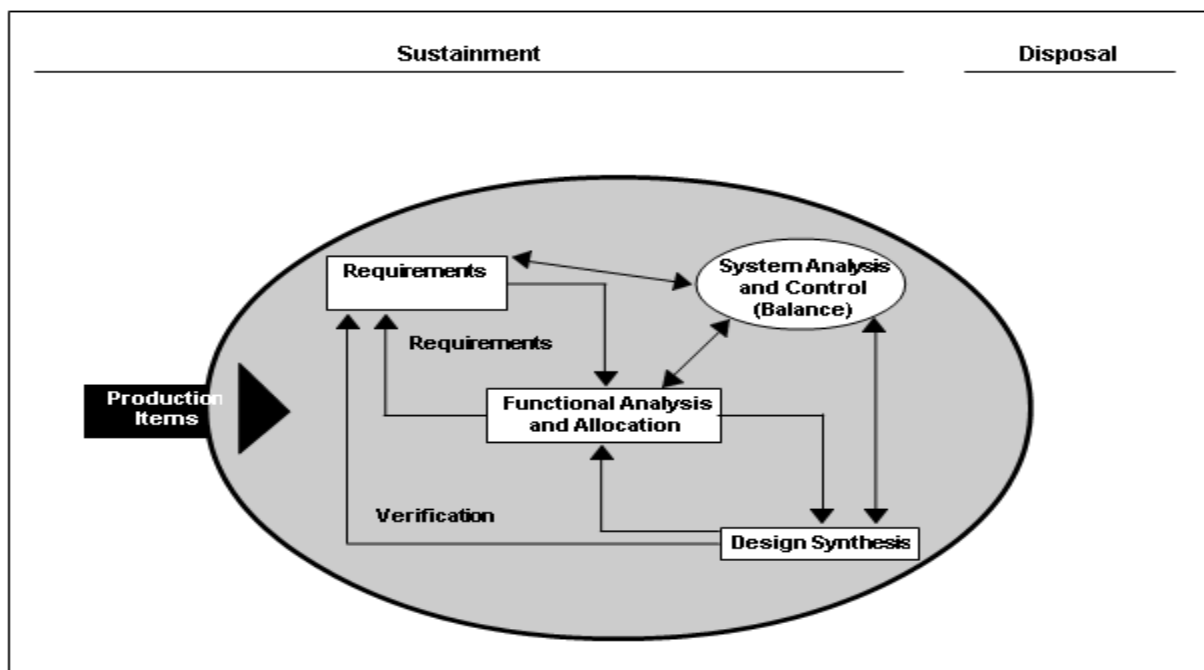 Sustainment
Disposal
Requirements
System Analysis
and Control
(Balance)
Requirements
Production
Items
Functional Analysis
and Allocation
Verification
Design Synthesis